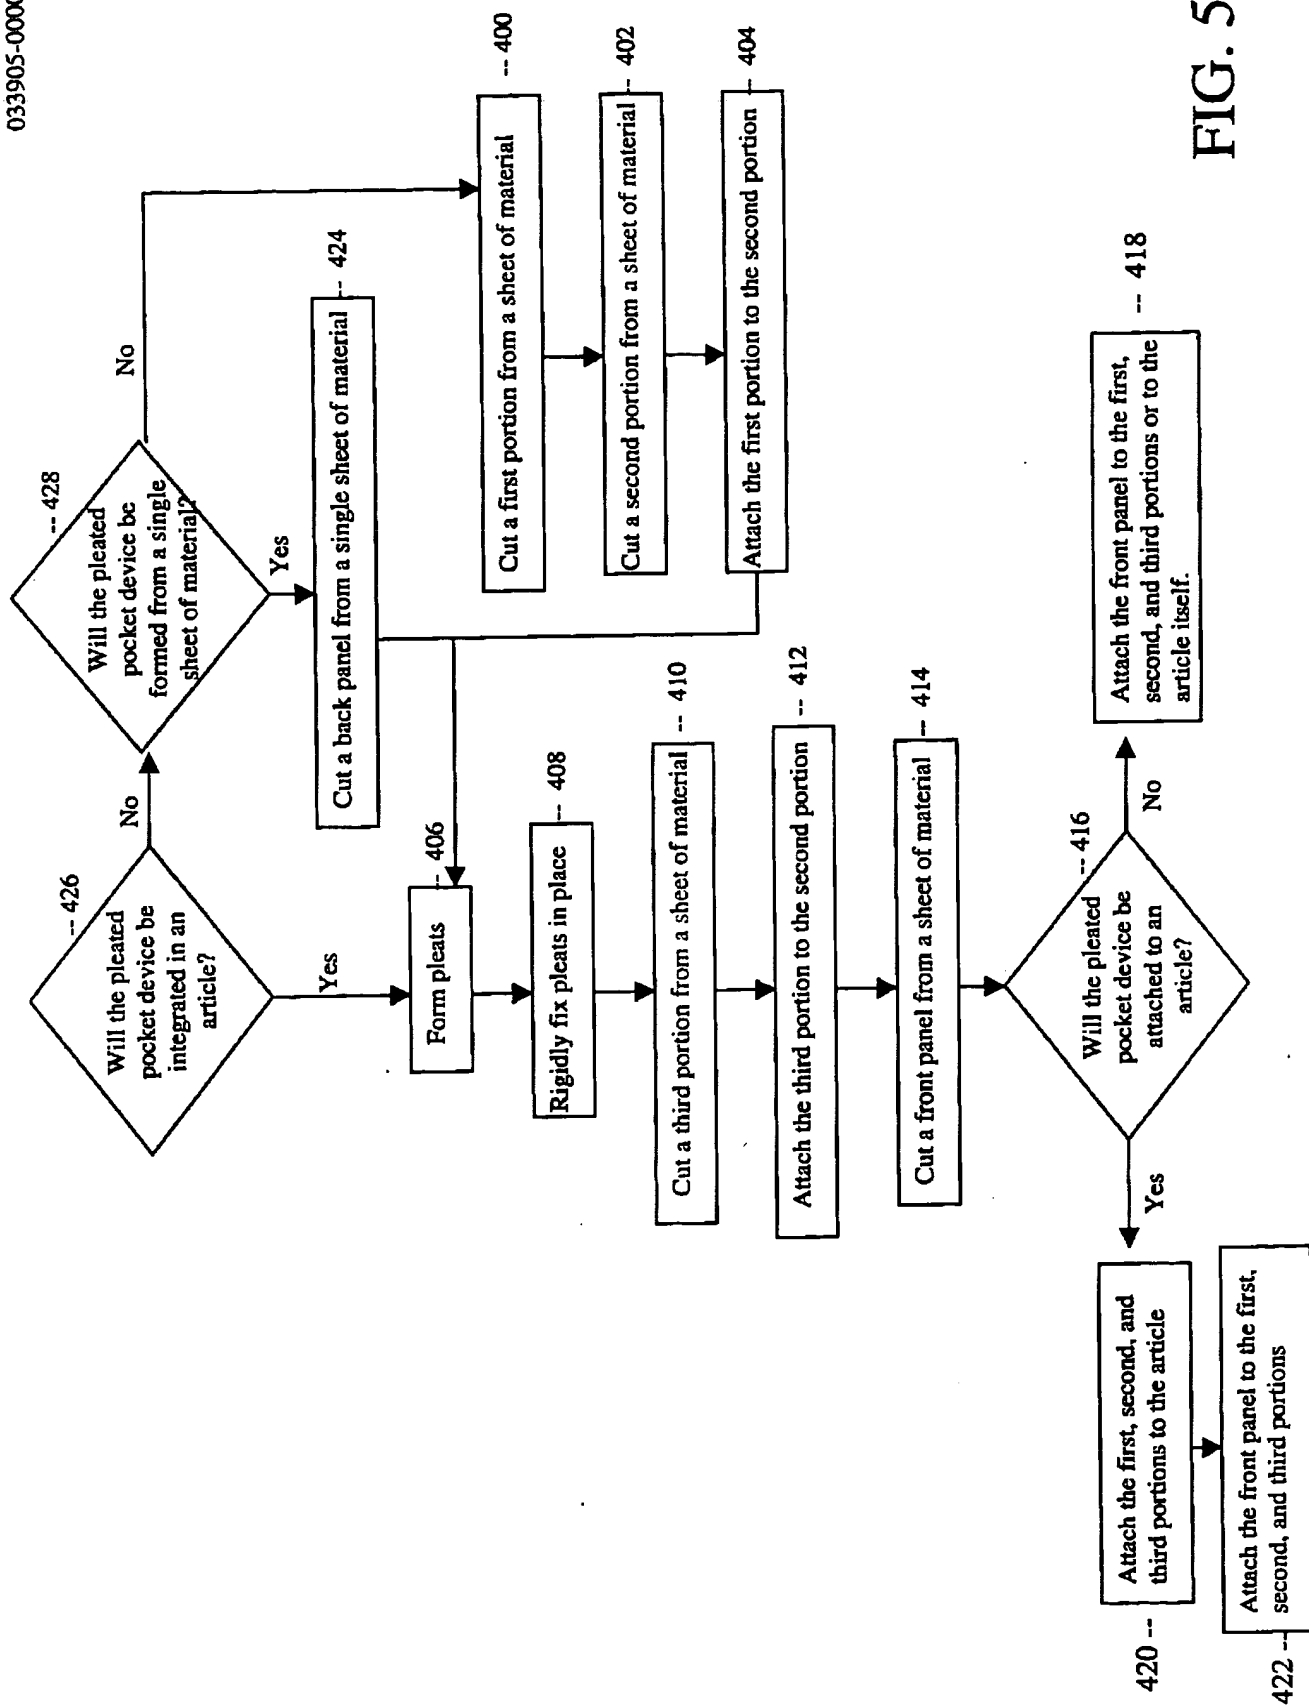 033905-000
Will the pleated
pocket device be
integrated in an
article?
-- 426
No
Yes
Will the pleated
pocket device be
formed from a single
sheet of material?
-- 428
No
Yes
Cut a back panel from a single sheet of material
-- 424
Cut a first portion from a sheet of material
-- 400
Cut a second portion from a sheet of material
-- 402
Attach the first portion to the second portion
-- 404
Form pleats
-- 406
Rigidly fix pleats in place
-- 408
Cut a third portion from a sheet of material
-- 410
Attach the third portion to the second portion
-- 412
Cut a front panel from a sheet of material
-- 414
Will the pleated
pocket device be
attached to an
article?
-- 416
No
Yes
Attach the front panel to the first,
second, and third portions or to the
article itself.
-- 418
420 --
Attach the first, second, and
third portions to the article
422 --
Attach the front panel to the first,
second, and third portions
FIG. 5